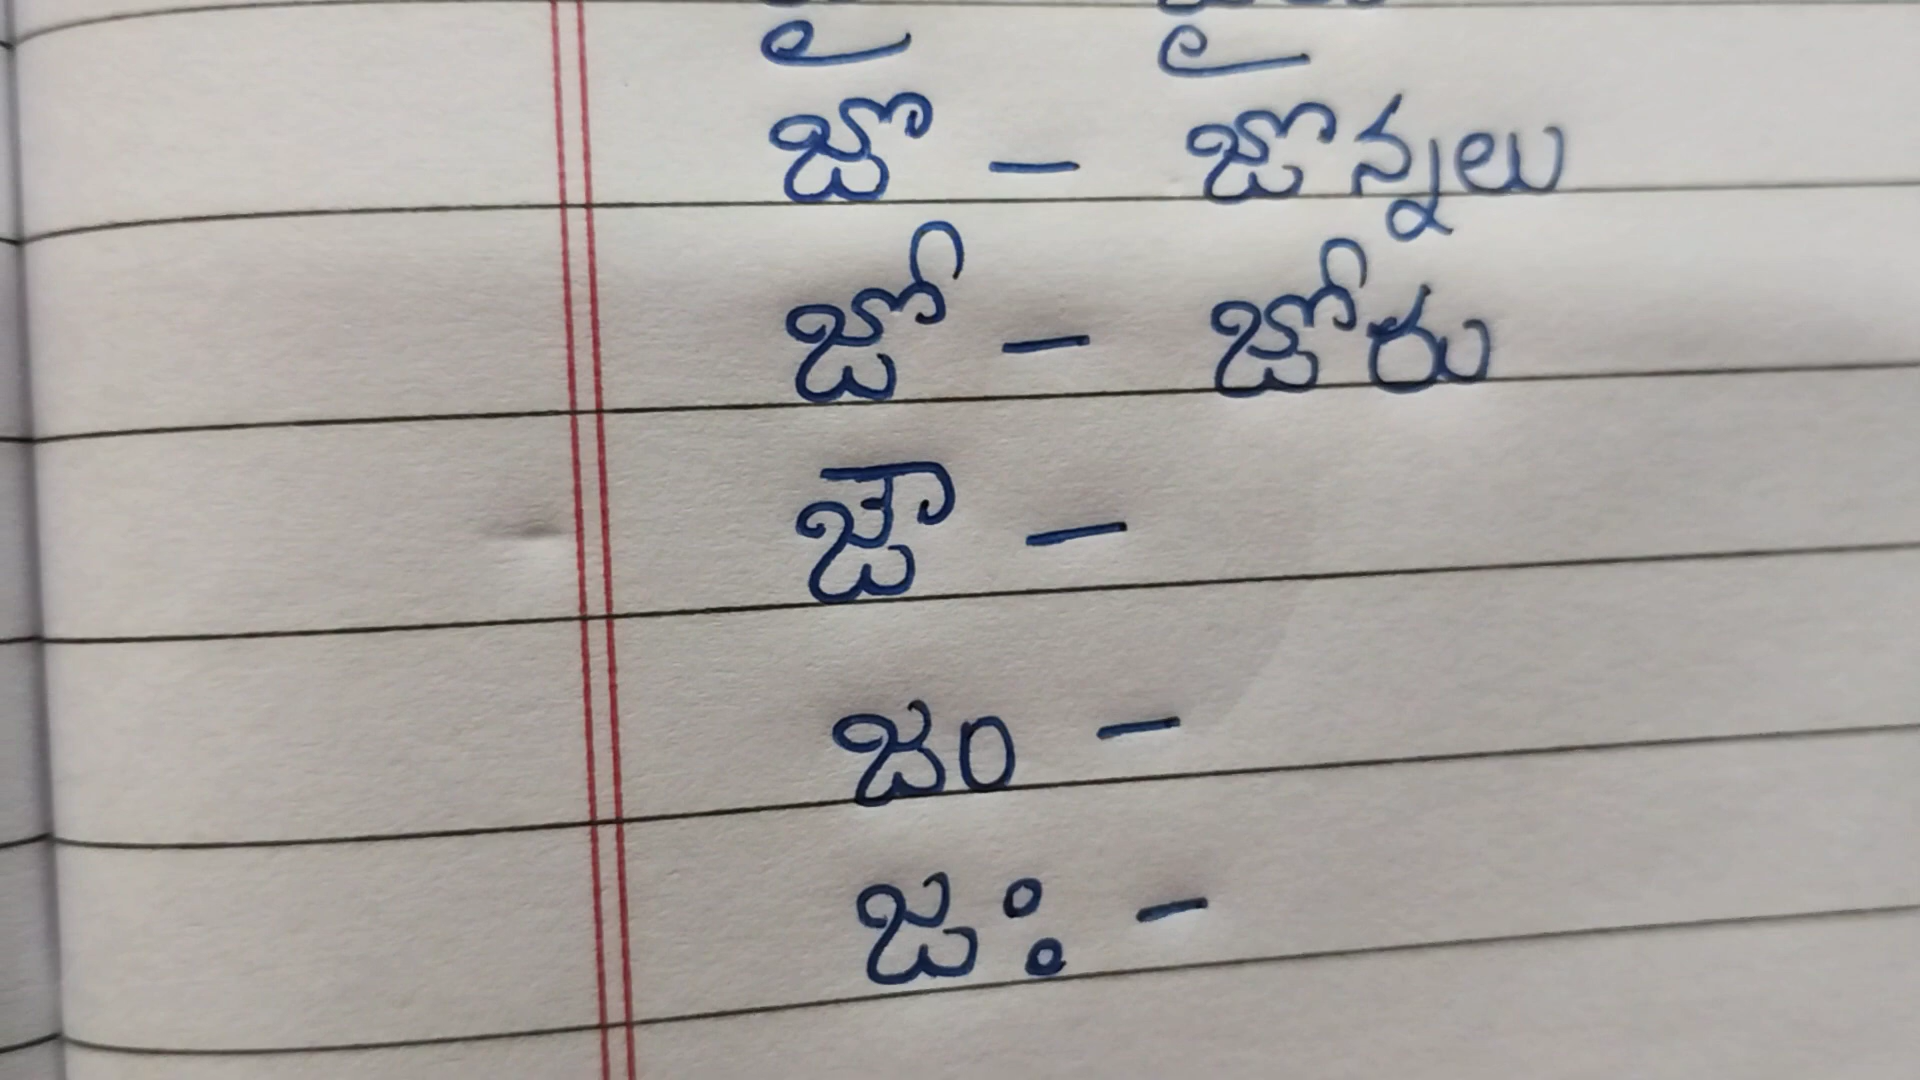 జొ - జొన్నలు
జో - జోరు
జౌ -
జం -
జః -